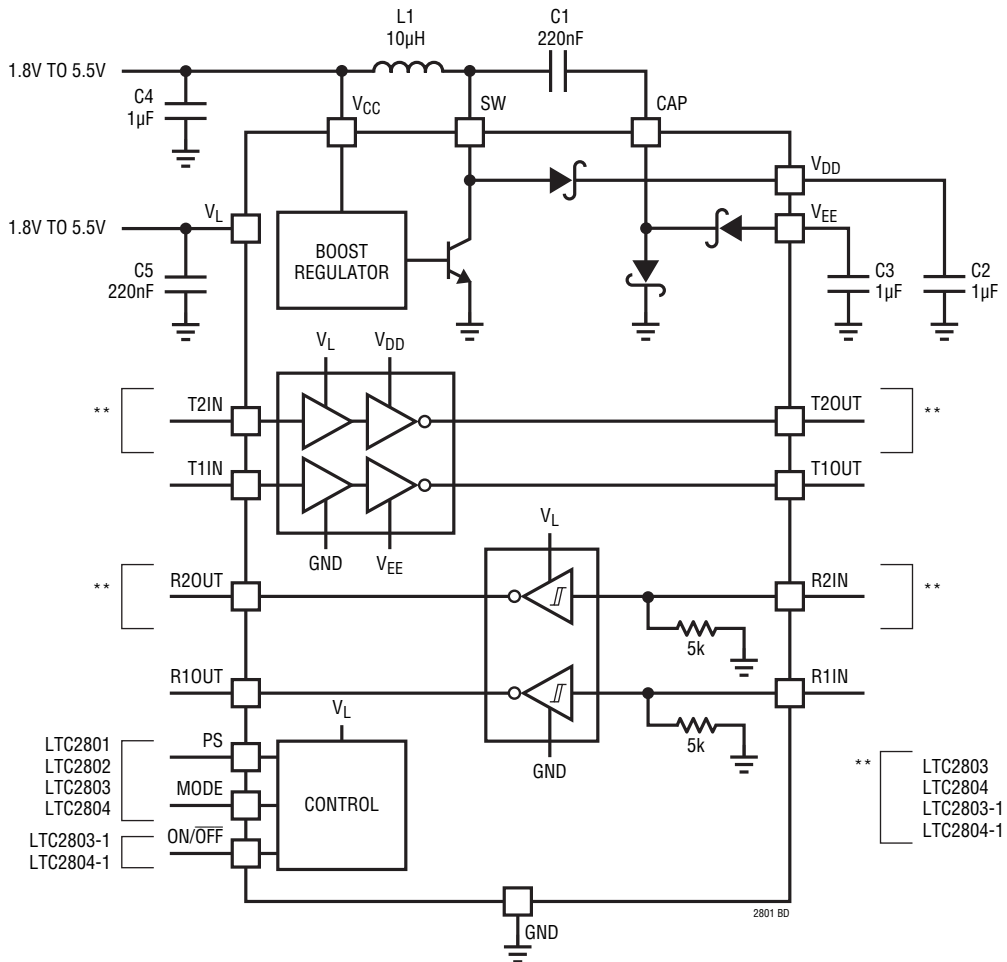 L1
10µH
C1
220nF
1.8V TO 5.5V
C4
1µF
VCC
SW
CAP
VDD
1.8V TO 5.5V
VL
VEE
BOOST
REGULATOR
C5
220nF
C3
1µF
C2
1µF
VL
VDD
**
T2IN
T2OUT
**
T1IN
T1OUT
GND
VEE
VL
**
R2OUT
R2IN
**
5k
R1OUT
R1IN
5k
VL
GND
LTC2801
LTC2802
LTC2803
LTC2804
PS
MODE
CONTROL
LTC2803-1
LTC2804-1
ON/OFF
**
LTC2803
LTC2804
LTC2803-1
LTC2804-1
2801 BD
GND